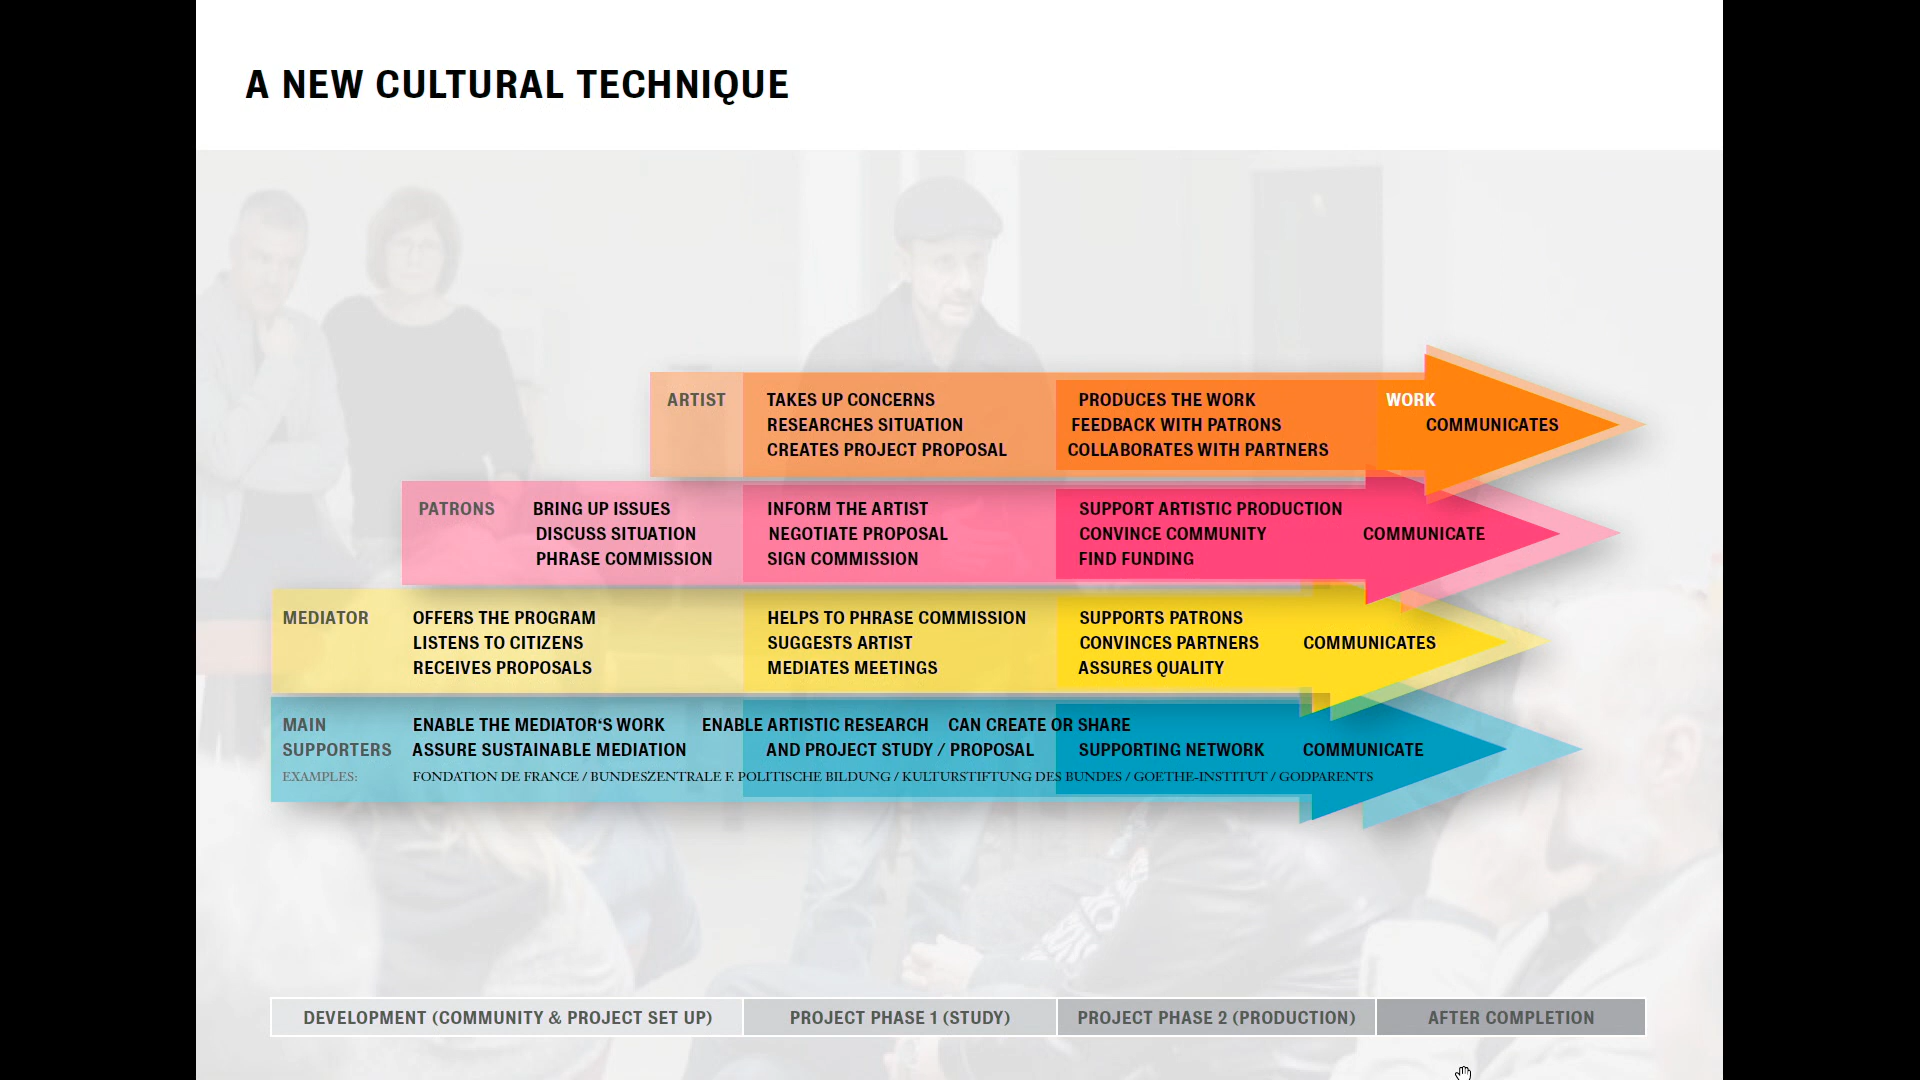 A NEW CULTURAL TECHNIQUE
ARTIST
TAKES UP CONCERNS
RESEARCHES SITUATION
CREATES PROJECT PROPOSAL
PRODUCES THE WORK
FEEDBACK WITH PATRONS
COLLABORATES WITH PARTNERS
WORK
COMMUNICATES
PATRONS
BRING UP ISSUES
DISCUSS SITUATION
PHRASE COMMISSION
INFORM THE ARTIST
NEGOTIATE PROPOSAL
SIGN COMMISSION
SUPPORT ARTISTIC PRODUCTION
CONVINCE COMMUNITY
FIND FUNDING
COMMUNICATE
MEDIATOR
OFFERS THE PROGRAM
LISTENS TO CITIZENS
RECEIVES PROPOSALS
HELPS TO PHRASE COMMISSION
SUGGESTS ARTIST
MEDIATES MEETINGS
SUPPORTS PATRONS
CONVINCES PARTNERS
ASSURES QUALITY
COMMUNICATES
MAIN
SUPPORTERS
ENABLE THE MEDIATOR‘S WORK
ASSURE SUSTAINABLE MEDIATION
ENABLE ARTISTIC RESEARCH
AND PROJECT STUDY / PROPOSAL
CAN CREATE OR SHARE
SUPPORTING NETWORK
COMMUNICATE
EXAMPLES:
FONDATION DE FRANCE / BUNDESZENTRALE F. POLITISCHE BILDUNG / KULTURSTIFTUNG DES BUNDES / GOETHE-INSTITUT / GODPARENTS
DEVELOPMENT (COMMUNITY & PROJECT SET UP)
PROJECT PHASE 1 (STUDY)
PROJECT PHASE 2 (PRODUCTION)
AFTER COMPLETION